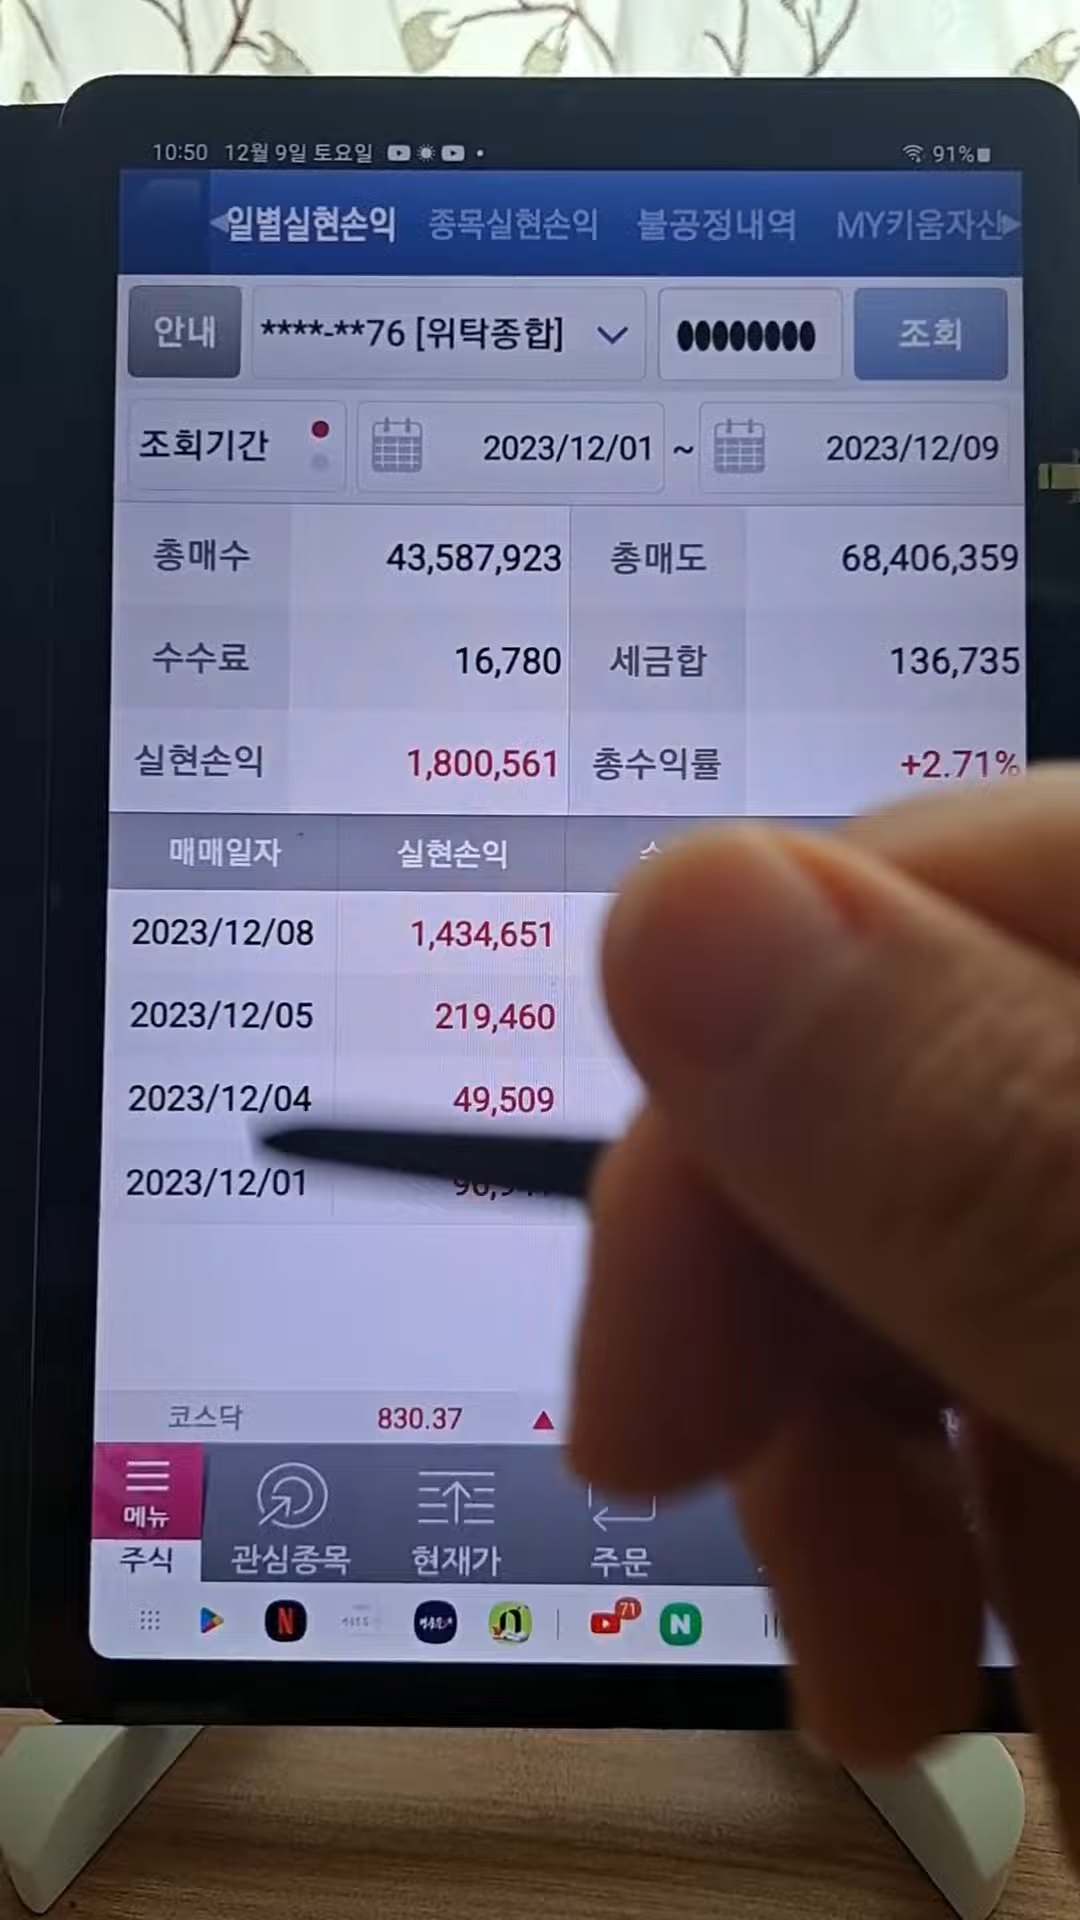 10:50 12월 9일 토요일 91%
일별실현손익 종목실현손익 불공정내역 MY키움자산
안내 ****-**76 [위탁종합] 조회
조회기간 2023/12/01 ~ 2023/12/09
총매수 43,587,923 총매도 68,406,359
수수료 16,780 세금합 136,735
실현손익 1,800,561 총수익률 +2.71%
매매일자 실현손익
2023/12/08 1,434,651
2023/12/05 219,460
2023/12/04 49,509
2023/12/01
코스닥 830.37 ▲
메뉴
주식 관심종목 현재가 주문
N 71 N